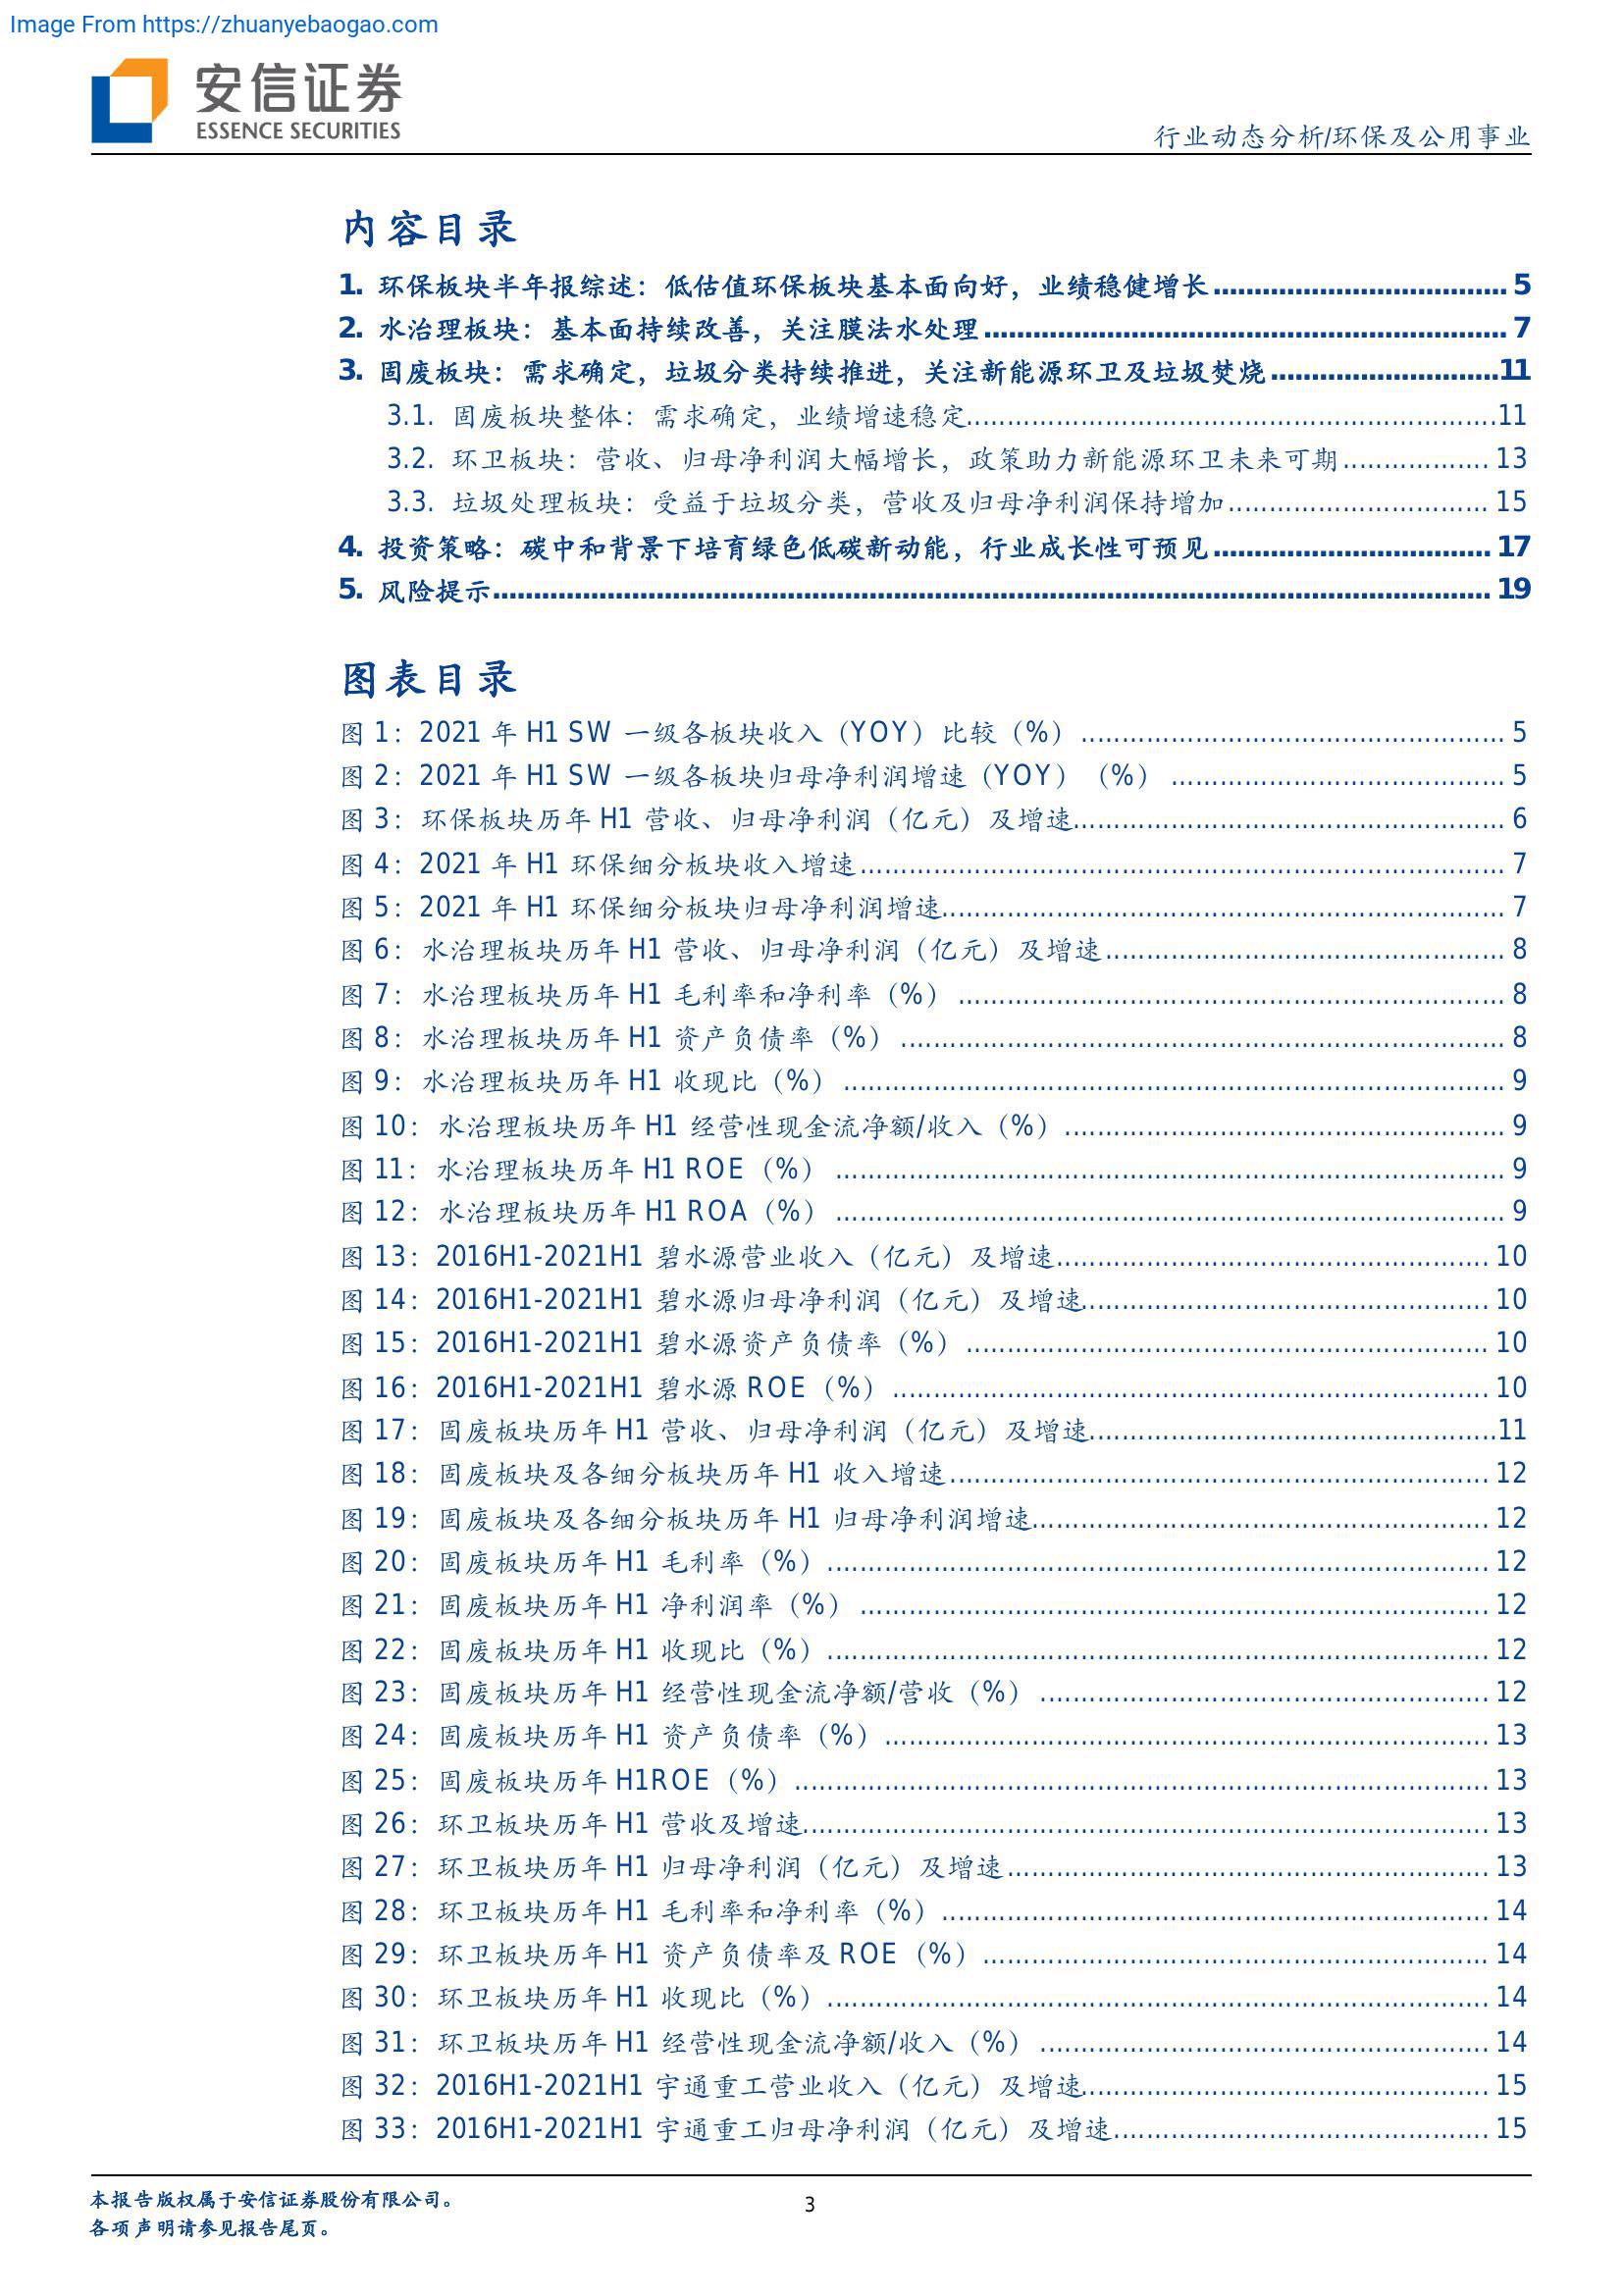 Image From https://zhuanyebaogao.com
安信证券
ESSENCE SECURITIES
行业动态分析/环保及公用事业
内容目录
1. 环保板块半年报综述：低估值环保板块基本面向好，业绩稳健增长 5
2. 水治理板块：基本面持续改善，关注膜法水处理 7
3. 固废板块：需求确定，垃圾分类持续推进，关注新能源环卫及垃圾焚烧 11
3.1. 固废板块整体：需求确定，业绩增速稳定 11
3.2. 环卫板块：营收、归母净利润大幅增长，政策助力新能源环卫未来可期 13
3.3. 垃圾处理板块：受益于垃圾分类，营收及归母净利润保持增加 15
4. 投资策略：碳中和背景下培育绿色低碳新动能，行业成长性可预见 17
5. 风险提示 19
图表目录
图 1：2021 年 H1 SW 一级各板块收入（YOY）比较（%） 5
图 2：2021 年 H1 SW 一级各板块归母净利润增速（YOY）（%） 5
图 3：环保板块历年 H1 营收、归母净利润（亿元）及增速 6
图 4：2021 年 H1 环保细分板块收入增速 7
图 5：2021 年 H1 环保细分板块归母净利润增速 7
图 6：水治理板块历年 H1 营收、归母净利润（亿元）及增速 8
图 7：水治理板块历年 H1 毛利率和净利率（%） 8
图 8：水治理板块历年 H1 资产负债率（%） 8
图 9：水治理板块历年 H1 收现比（%） 9
图 10：水治理板块历年 H1 经营性现金流净额/收入（%） 9
图 11：水治理板块历年 H1 ROE（%） 9
图 12：水治理板块历年 H1 ROA（%） 9
图 13：2016H1-2021H1 碧水源营业收入（亿元）及增速 10
图 14：2016H1-2021H1 碧水源归母净利润（亿元）及增速 10
图 15：2016H1-2021H1 碧水源资产负债率（%） 10
图 16：2016H1-2021H1 碧水源 ROE（%） 10
图 17：固废板块历年 H1 营收、归母净利润（亿元）及增速 11
图 18：固废板块及各细分板块历年 H1 收入增速 12
图 19：固废板块及各细分板块历年 H1 归母净利润增速 12
图 20：固废板块历年 H1 毛利率（%） 12
图 21：固废板块历年 H1 净利润率（%） 12
图 22：固废板块历年 H1 收现比（%） 12
图 23：固废板块历年 H1 经营性现金流净额/营收（%） 12
图 24：固废板块历年 H1 资产负债率（%） 13
图 25：固废板块历年 H1ROE（%） 13
图 26：环卫板块历年 H1 营收及增速 13
图 27：环卫板块历年 H1 归母净利润（亿元）及增速 13
图 28：环卫板块历年 H1 毛利率和净利率（%） 14
图 29：环卫板块历年 H1 资产负债率及 ROE（%） 14
图 30：环卫板块历年 H1 收现比（%） 14
图 31：环卫板块历年 H1 经营性现金流净额/收入（%） 14
图 32：2016H1-2021H1 宇通重工营业收入（亿元）及增速 15
图 33：2016H1-2021H1 宇通重工归母净利润（亿元）及增速 15
本报告版权属于安信证券股份有限公司。
各项声明请参见报告尾页。
3